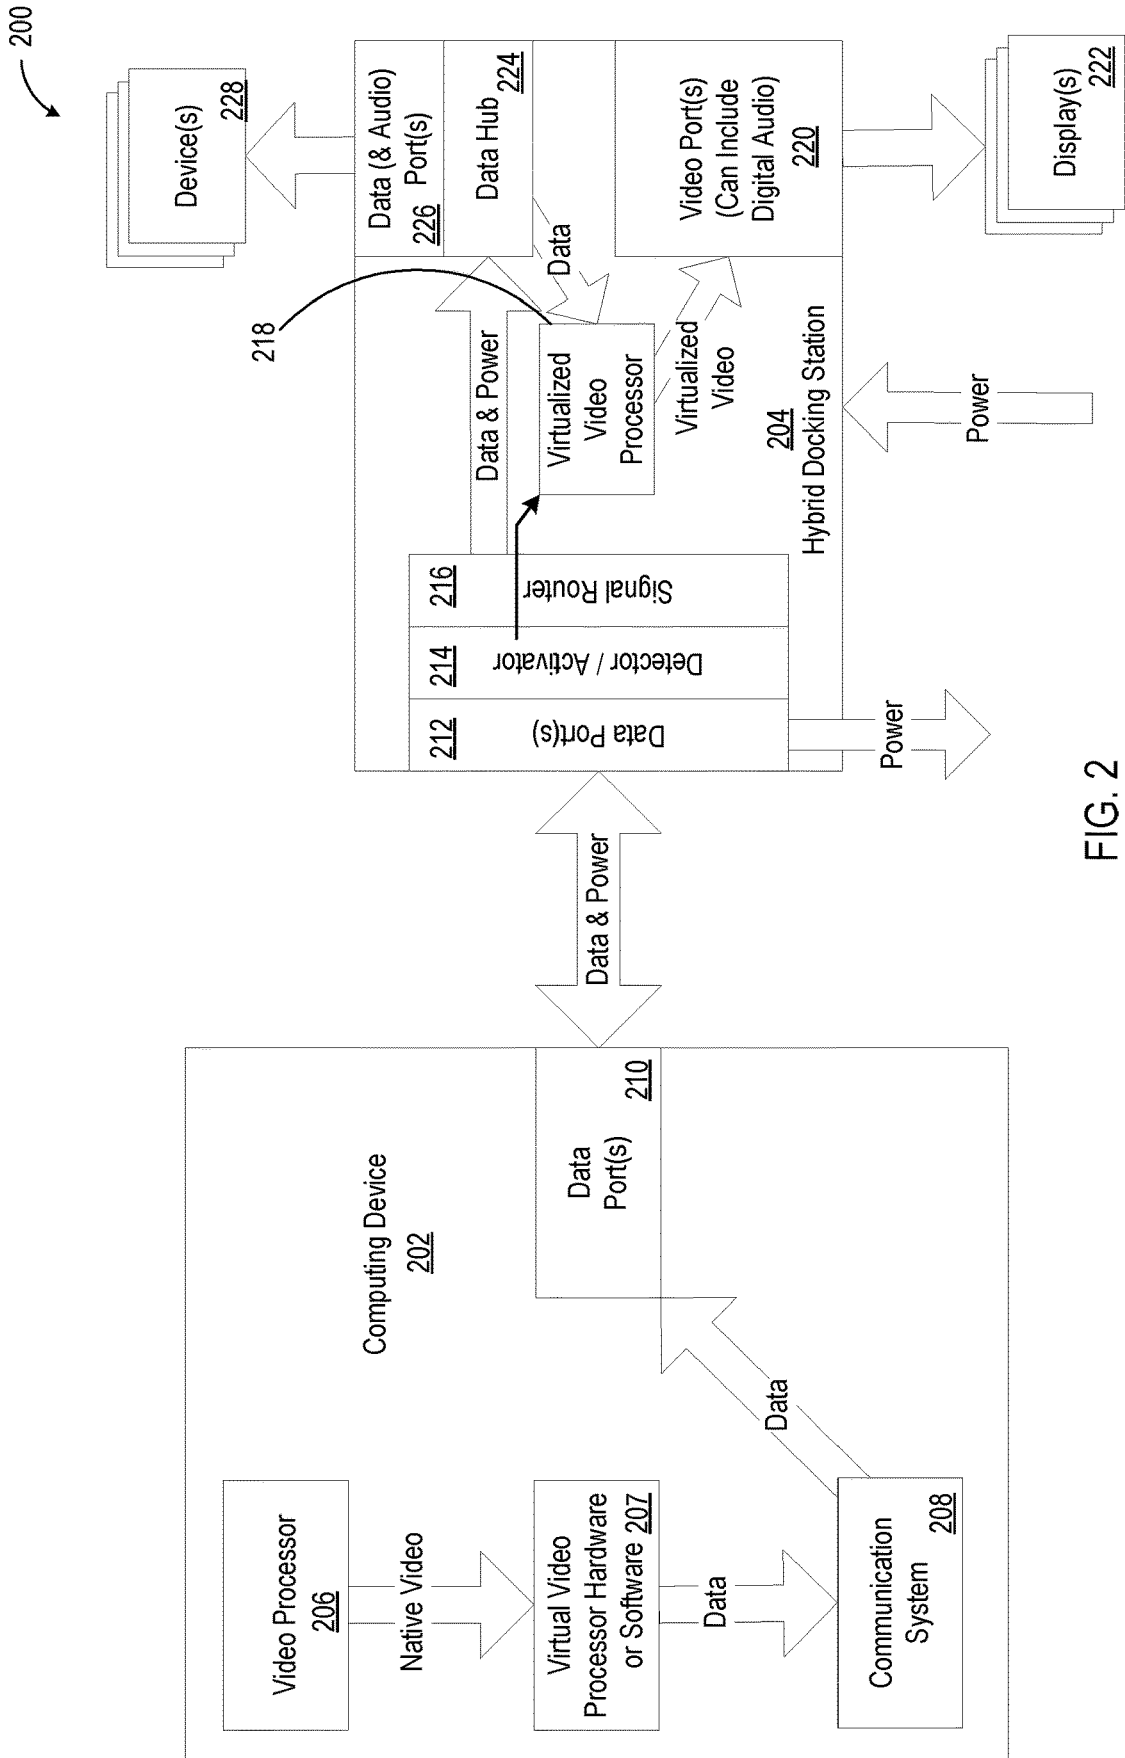 200
Computing Device
202
Video Processor
206
Native Video
Virtual Video
Processor Hardware
or Software 207
Data
Communication
System
208
Data
Data
Port(s)
210
Data & Power
Data Port(s)
212
Detector / Activator
214
Signal Router
216
Power
Data & Power
218
Virtualized
Video
Processor
Data
Virtualized
Video
204
Hybrid Docking Station
Power
Device(s)
228
Data (& Audio)
Port(s)
226
Data Hub
224
Video Port(s)
(Can Include
Digital Audio)
220
Display(s)
222
FIG. 2